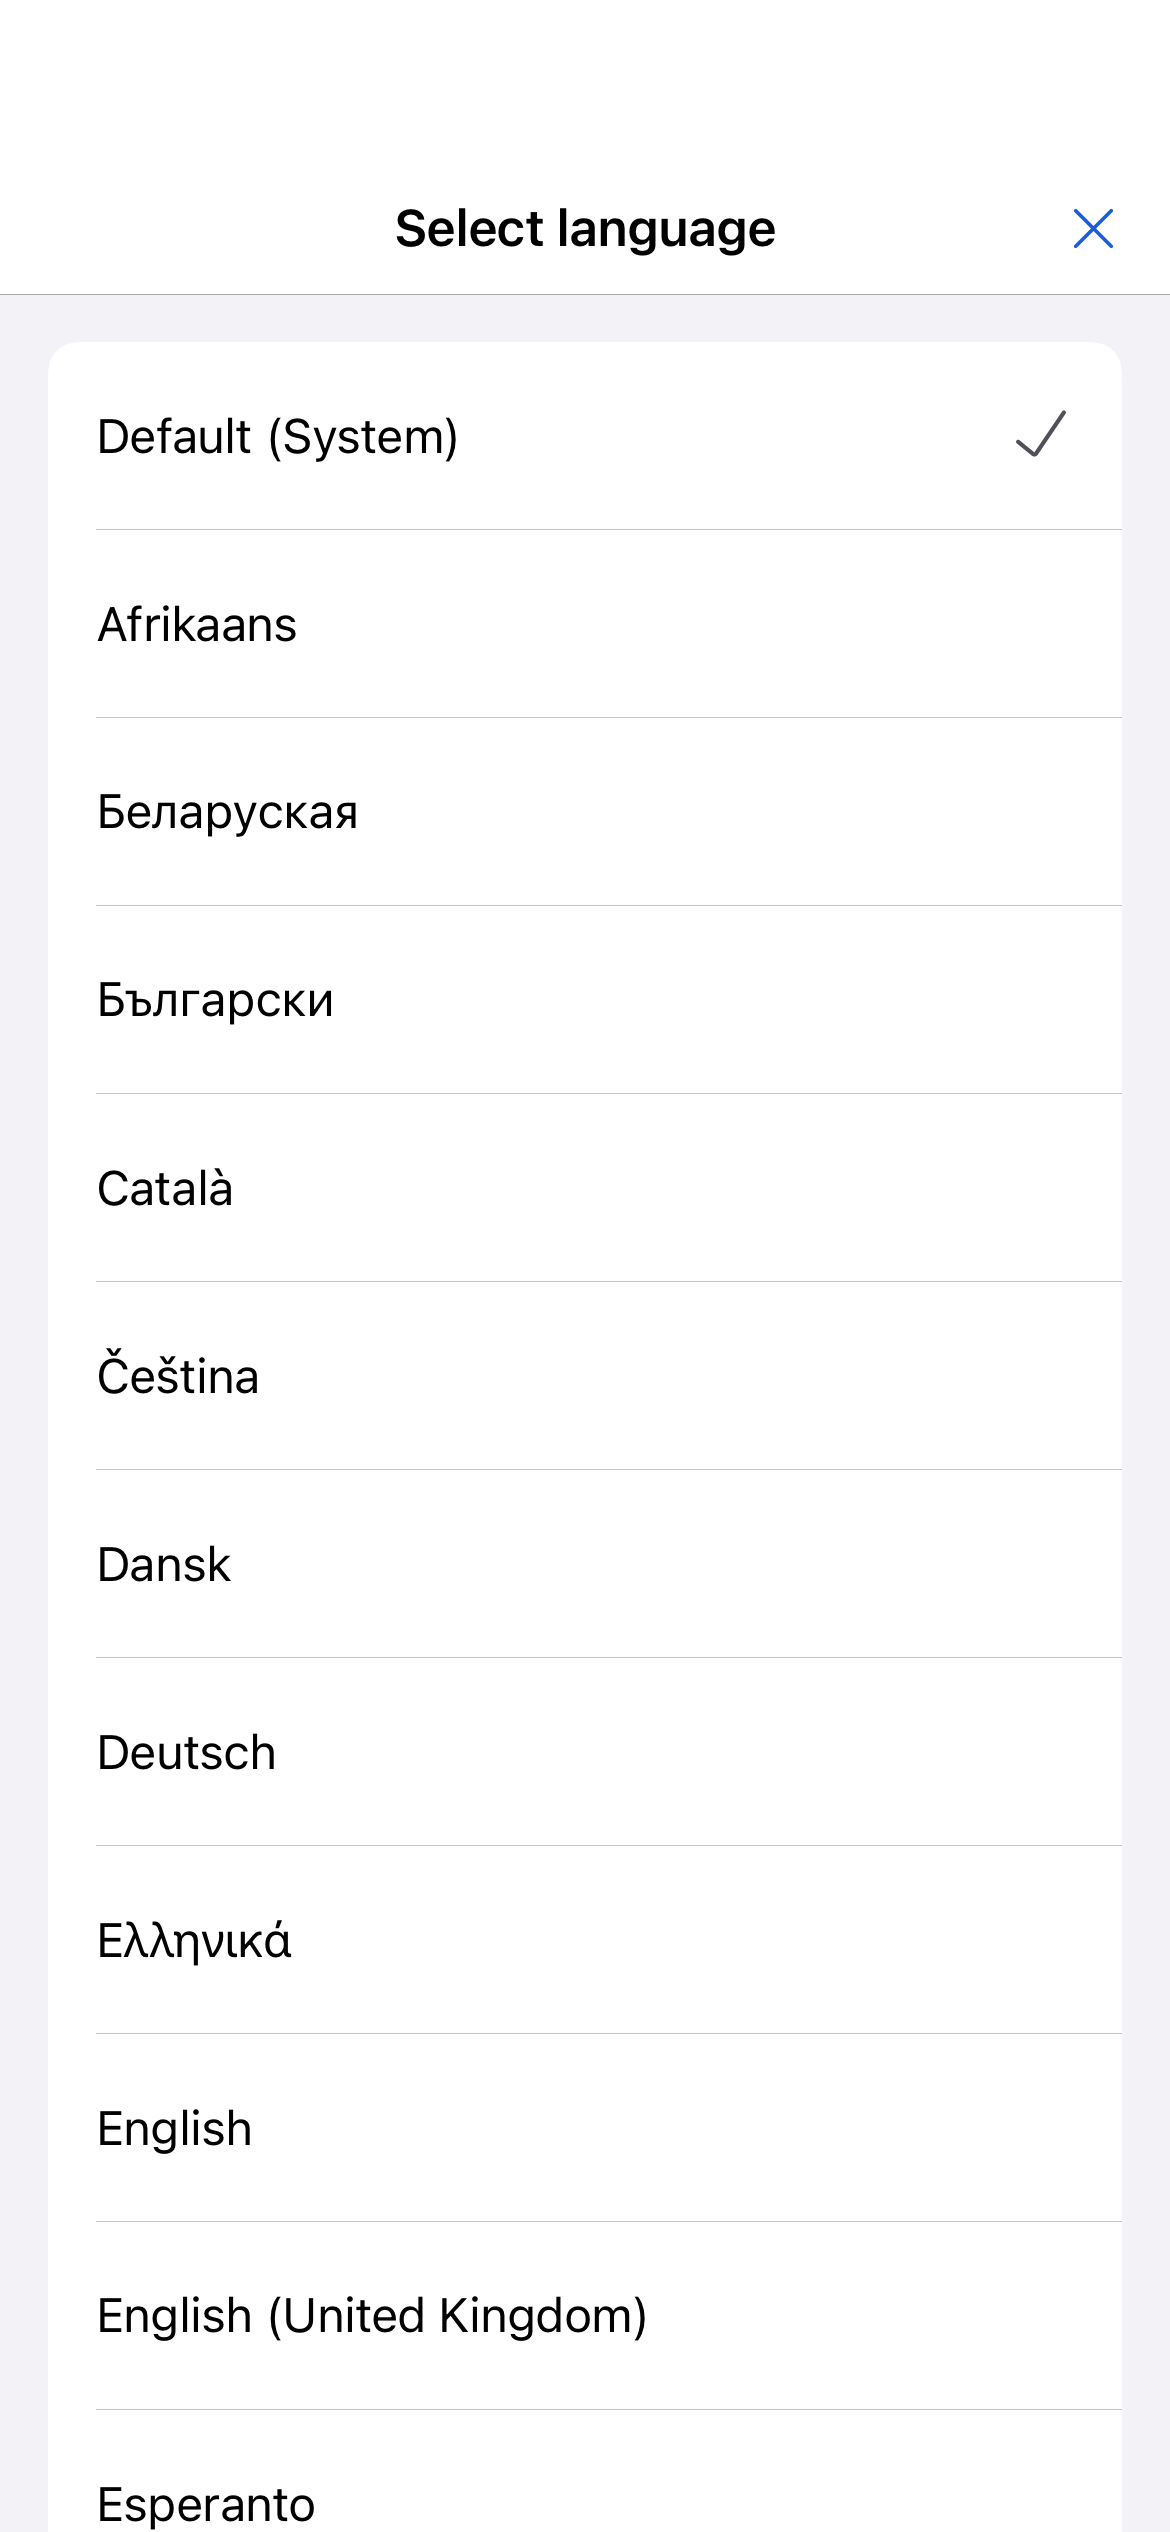 Select language
Default (System)
Afrikaans
Беларуская
Български
Català
Čeština
Dansk
Deutsch
Ελληνικά
English
English (United Kingdom)
Esperanto